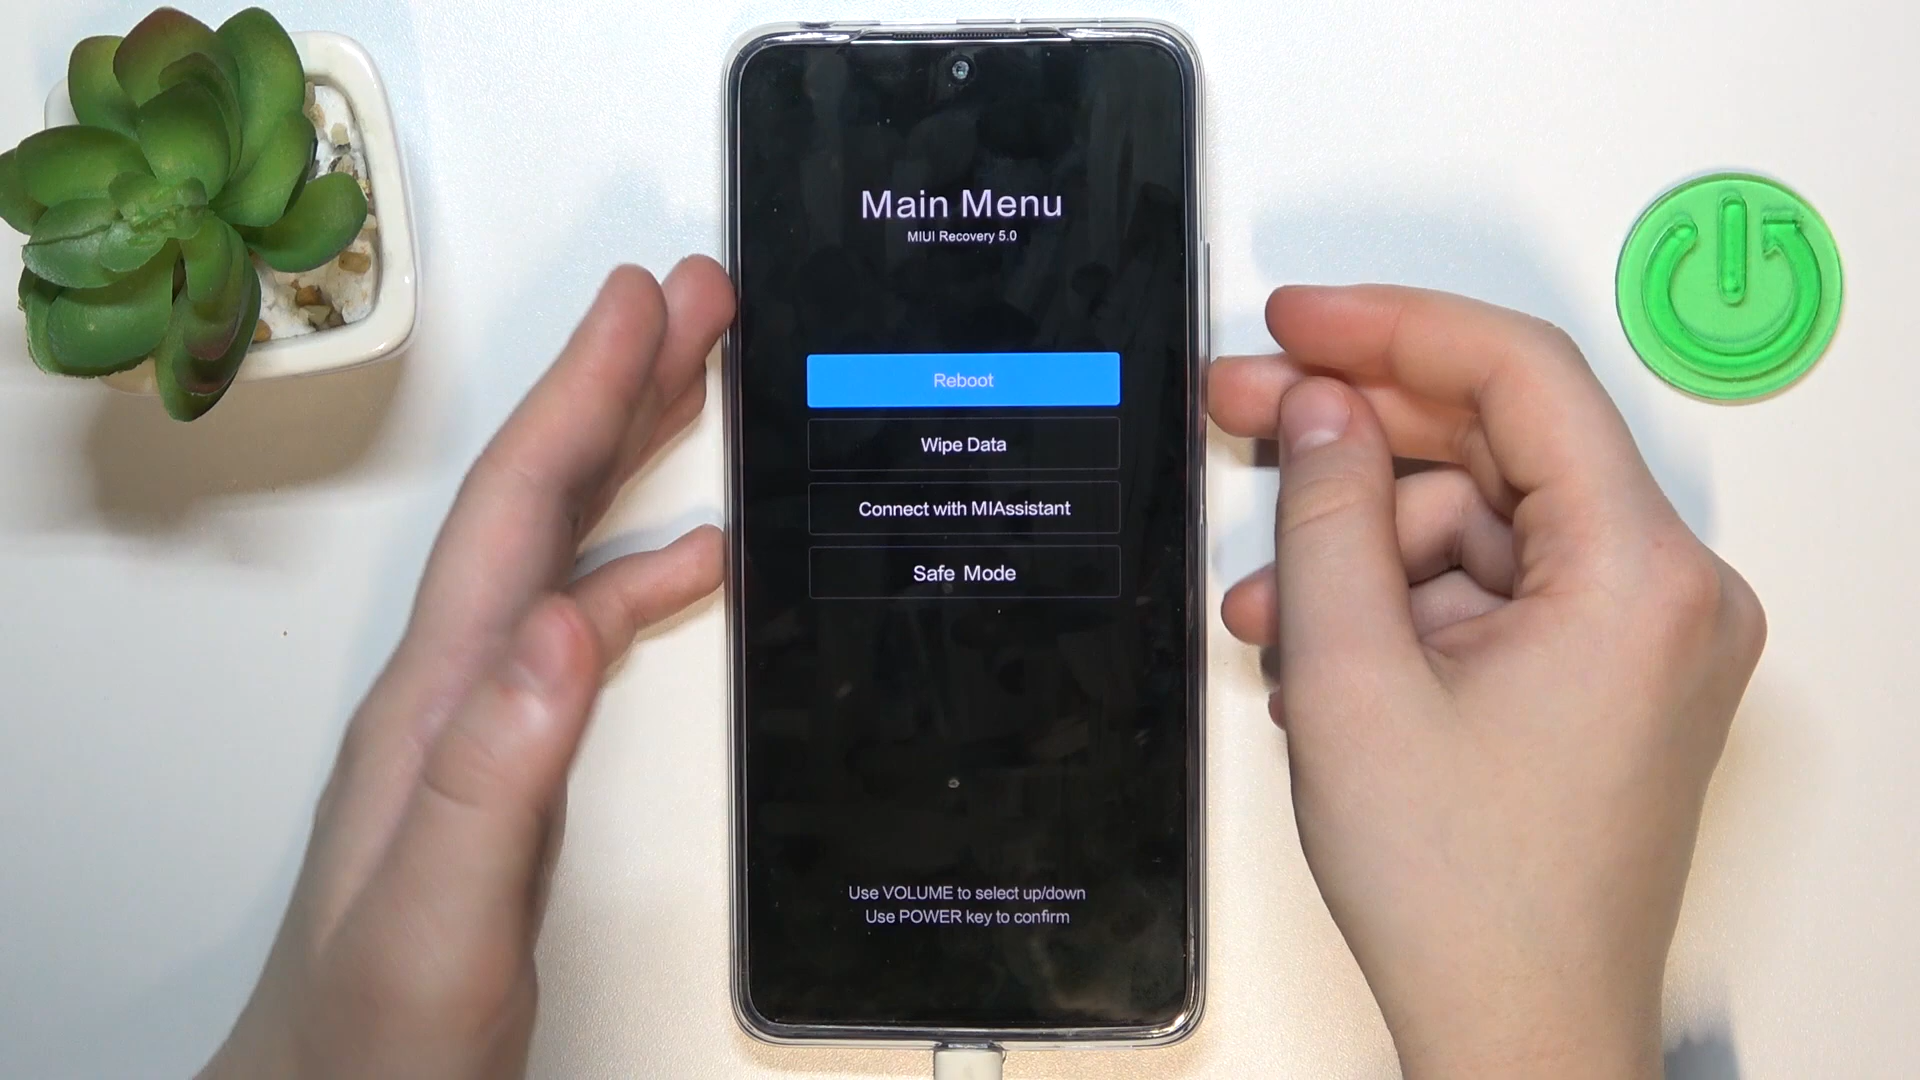 Main Menu
MIUI Recovery 5.0
Reboot
Wipe Data
Connect with MIAssistant
Safe Mode
Use VOLUME to select up/down
Use POWER key to confirm